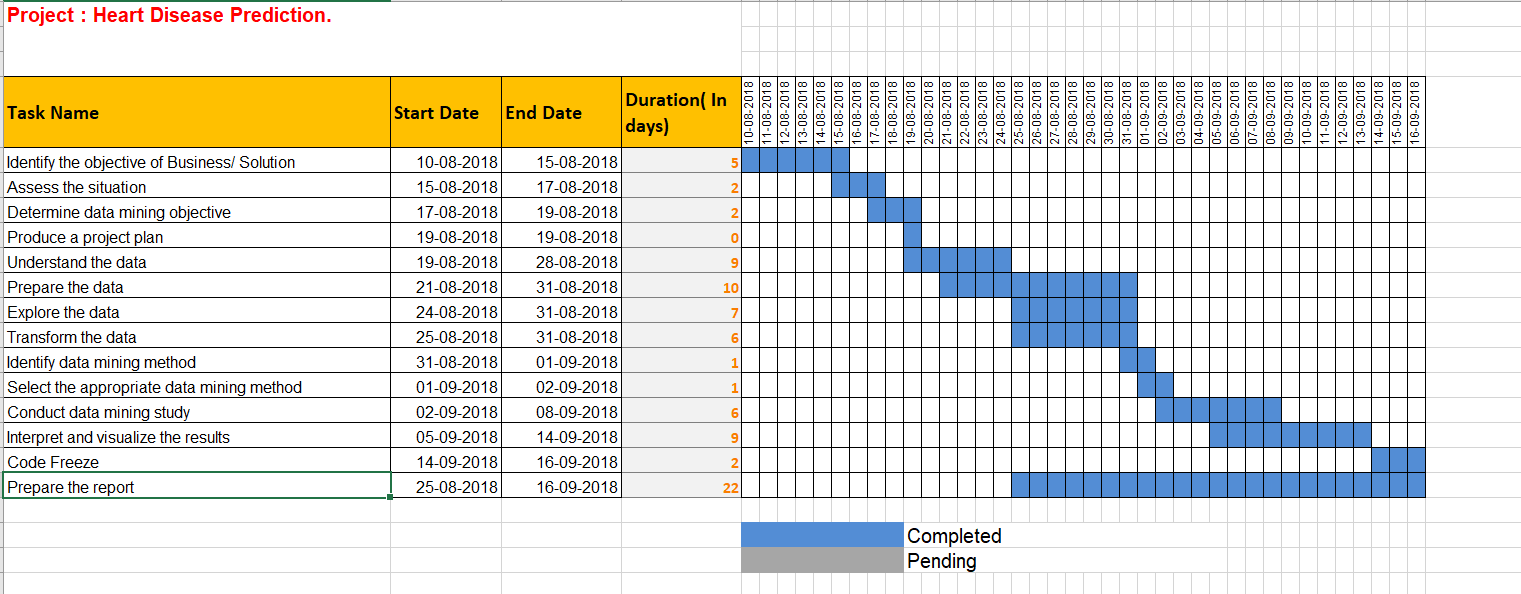 Project : Heart Disease Prediction.
Task Name Start Date End Date Duration( In days) 10-08-2018 11-08-2018 12-08-2018 13-08-2018 14-08-2018 15-08-2018 16-08-2018 17-08-2018 18-08-2018 19-08-2018 20-08-2018 21-08-2018 22-08-2018 23-08-2018 24-08-2018 25-08-2018 26-08-2018 27-08-2018 28-08-2018 29-08-2018 30-08-2018 31-08-2018 01-09-2018 02-09-2018 03-09-2018 04-09-2018 05-09-2018 06-09-2018 07-09-2018 08-09-2018 09-09-2018 10-09-2018 11-09-2018 12-09-2018 13-09-2018 14-09-2018 15-09-2018 16-09-2018
Identify the objective of Business/ Solution 10-08-2018 15-08-2018 5
Assess the situation 15-08-2018 17-08-2018 2
Determine data mining objective 17-08-2018 19-08-2018 2
Produce a project plan 19-08-2018 19-08-2018 0
Understand the data 19-08-2018 28-08-2018 9
Prepare the data 21-08-2018 31-08-2018 10
Explore the data 24-08-2018 31-08-2018 7
Transform the data 25-08-2018 31-08-2018 6
Identify data mining method 31-08-2018 01-09-2018 1
Select the appropriate data mining method 01-09-2018 02-09-2018 1
Conduct data mining study 02-09-2018 08-09-2018 6
Interpret and visualize the results 05-09-2018 14-09-2018 9
Code Freeze 14-09-2018 16-09-2018 2
Prepare the report 25-08-2018 16-09-2018 22
Completed
Pending